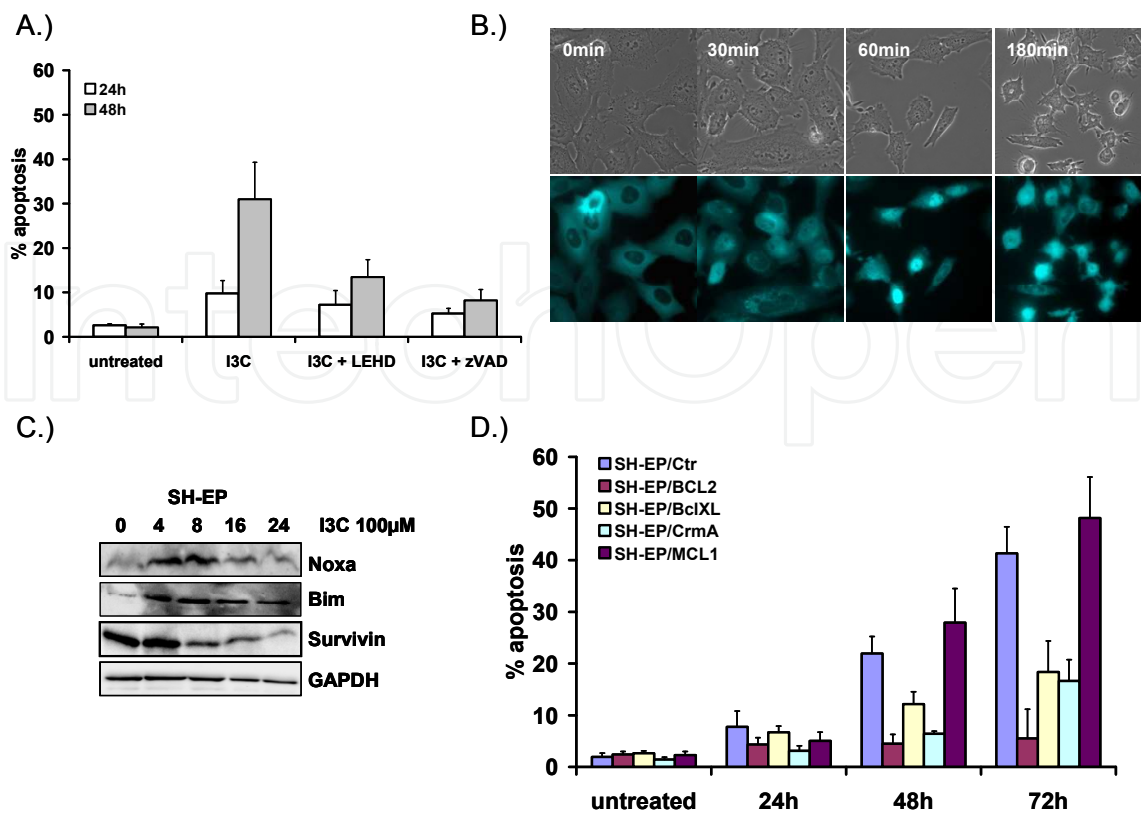 A.)
60
50
40
30
20
10
0
% apoptosis
24h
48h
untreated
I3C
I3C + LEHD
I3C + zVAD
B.)
0min
30min
60min
180min
C.)
SH-EP
0 4 8 16 24 I3C 100µM
Noxa
Bim
Survivin
GAPDH
D.)
60
50
40
30
20
10
0
% apoptosis
SH-EP/Ctr
SH-EP/BCL2
SH-EP/BclXL
SH-EP/CrmA
SH-EP/MCL1
untreated
24h
48h
72h
IntechOpen